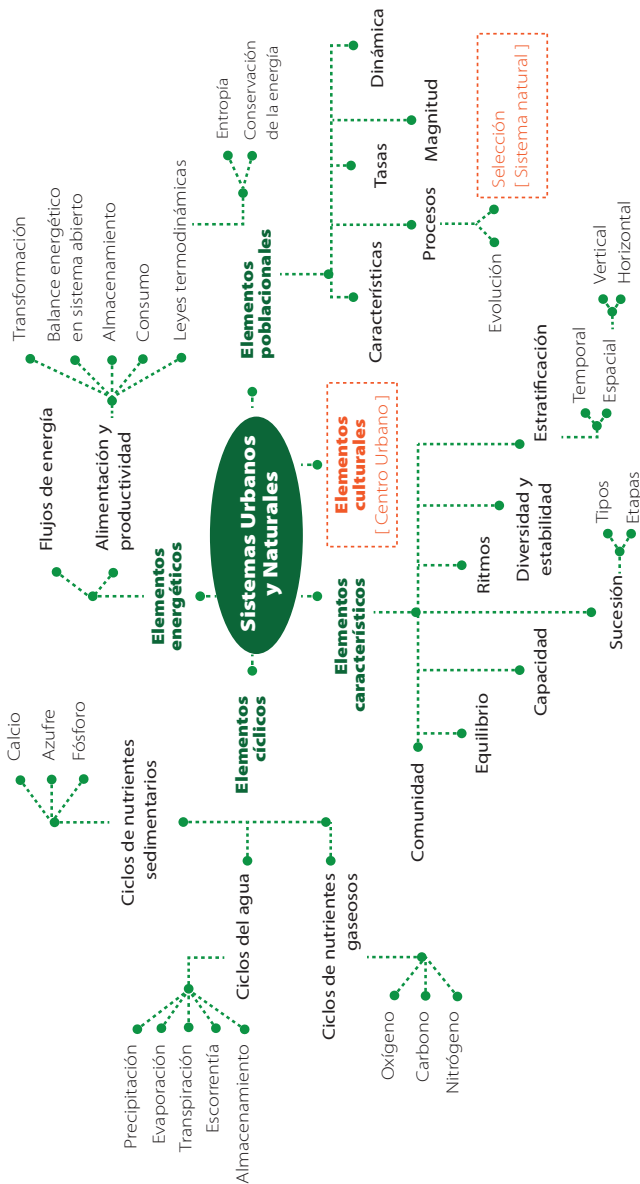 Sistemas Urbanos
y Naturales
Elementos
cíclicos
Ciclos de nutrientes
sedimentarios
Calcio
Azufre
Fósforo
Ciclos del agua
Precipitación
Evaporación
Transpiración
Escorrentía
Almacenamiento
Ciclos de nutrientes
gaseosos
Oxígeno
Carbono
Nitrógeno
Elementos
energéticos
Flujos de energía
Alimentación y
productividad
Transformación
Balance energético
en sistema abierto
Almacenamiento
Consumo
Leyes termodinámicas
Entropía
Conservación
de la energía
Elementos
poblacionales
Características
Procesos
Evolución
Selección
[ Sistema natural ]
Tasas
Magnitud
Dinámica
Elementos
culturales
[ Centro Urbano ]
Elementos
característicos
Comunidad
Equilibrio
Capacidad
Sucesión
Tipos
Etapas
Ritmos
Diversidad y
estabilidad
Estratificación
Temporal
Espacial
Vertical
Horizontal